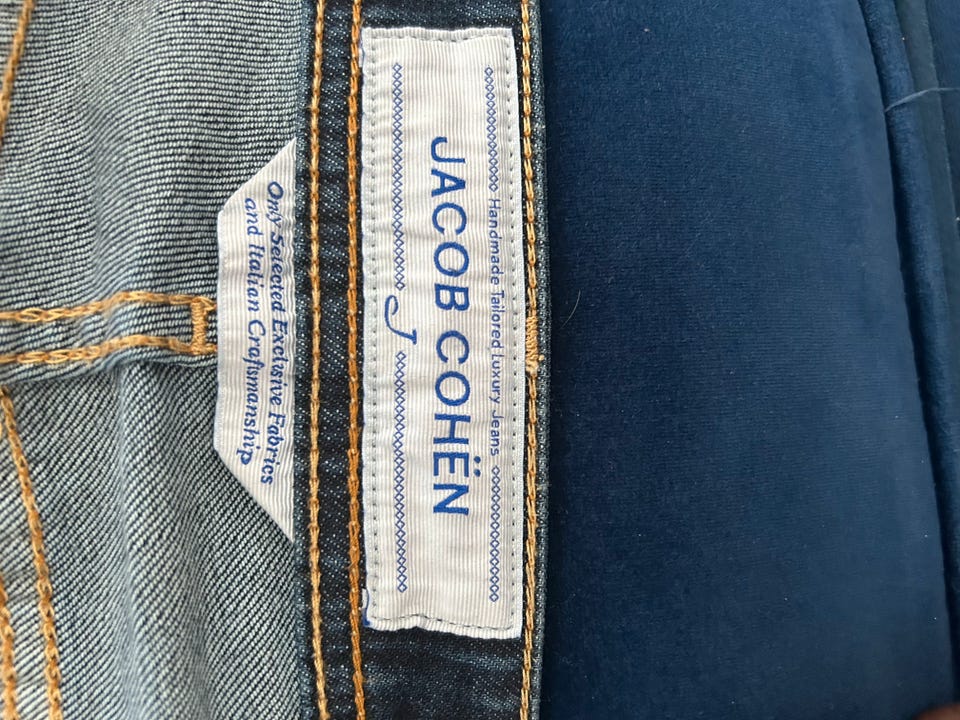 Handmade Tailored Luxury Jeans
JACOB COHËN
J
Only Selected Exclusive Fabrics
and Italian Craftsmanship